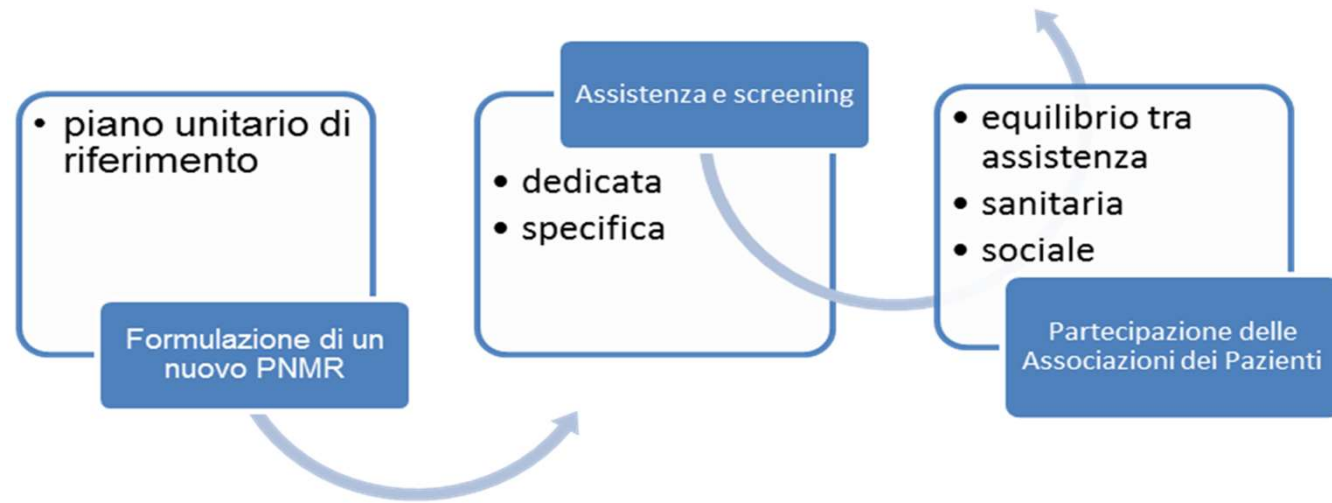 • piano unitario di
riferimento
Formulazione di un
nuovo PNMR
Assistenza e screening
• dedicata
• specifica
• equilibrio tra
assistenza
• sanitaria
• sociale
Partecipazione delle
Associazioni dei Pazienti